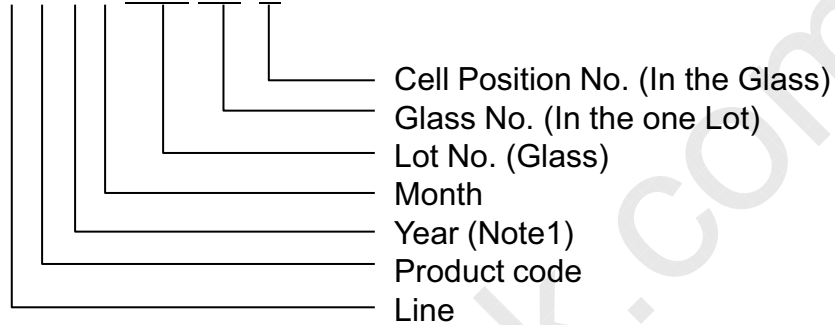 Cell Position No. (In the Glass)
Glass No. (In the one Lot)
Lot No. (Glass)
Month
Year (Note1)
Product code
Line
k.com